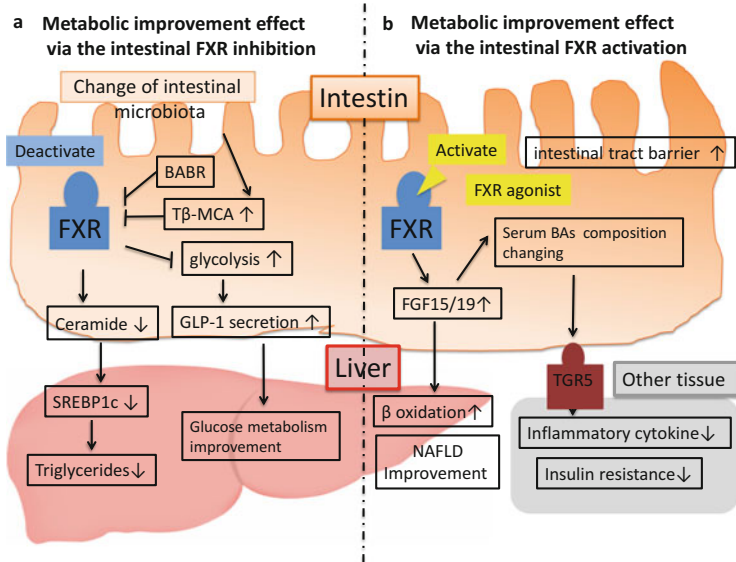 a Metabolic improvement effect
via the intestinal FXR inhibition
b Metabolic improvement effect
via the intestinal FXR activation
Change of intestinal
microbiota
Intestin
Deactivate
FXR
BABR
Tβ-MCA ↑
glycolysis ↑
Ceramide ↓
GLP-1 secretion ↑
SREBP1c ↓
Triglycerides↓
Glucose metabolism
improvement
Liver
Activate
FXR agonist
FXR
intestinal tract barrier ↑
Serum BAs composition
changing
FGF15/19↑
β oxidation↑
NAFLD
Improvement
TGR5
Other tissue
Inflammatory cytokine↓
Insulin resistance↓